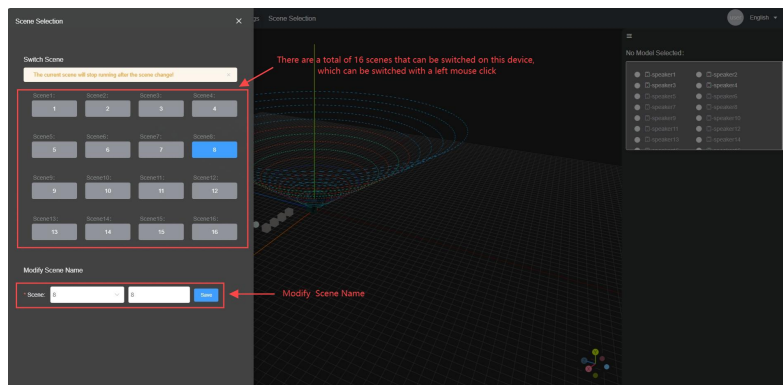 Scene Selection
×
gs Scene Selection
English
Switch Scene
The current scene will stop running after the scene change!
×
There are a total of 16 scenes that can be switched on this device,
which can be switched with a left mouse click
Scene1: Scene2: Scene3: Scene4:
1 2 3 4
Scene5: Scene6: Scene7: Scene8:
5 6 7 8
Scene9: Scene10: Scene11: Scene12:
9 10 11 12
Scene13: Scene14: Scene15: Scene16:
13 14 15 16
Modify Scene Name
* Scene: 8 8 Save
Modify Scene Name
No Model Selected:
speaker1 speaker2
speaker3 speaker4
speaker5 speaker6
speaker7 speaker8
speaker9 speaker10
speaker11 speaker12
speaker13 speaker14